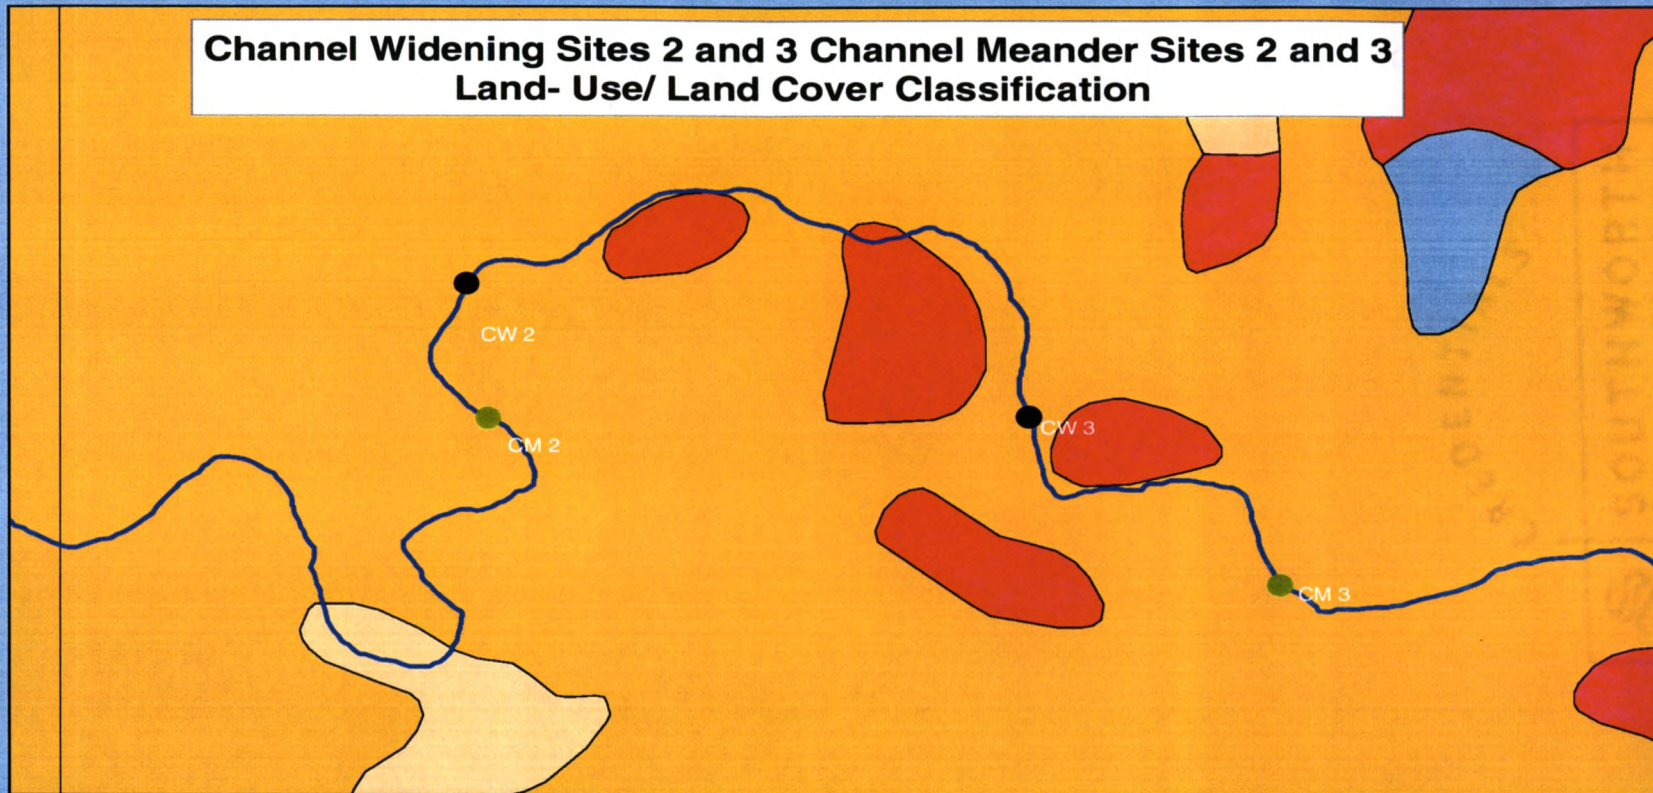 Channel Widening Sites 2 and 3 Channel Meander Sites 2 and 3
Land- Use/ Land Cover Classification
CW 2
CM 2
CW 3
CM 3